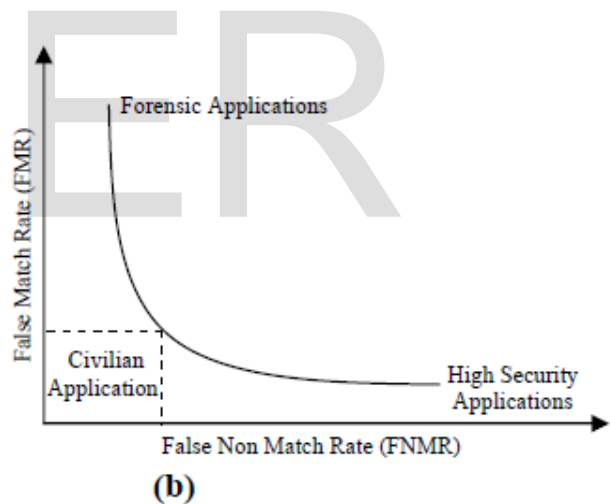 ER
Forensic Applications
False Match Rate (FMR)
Civilian
Application
High Security
Applications
False Non Match Rate (FNMR)
(b)